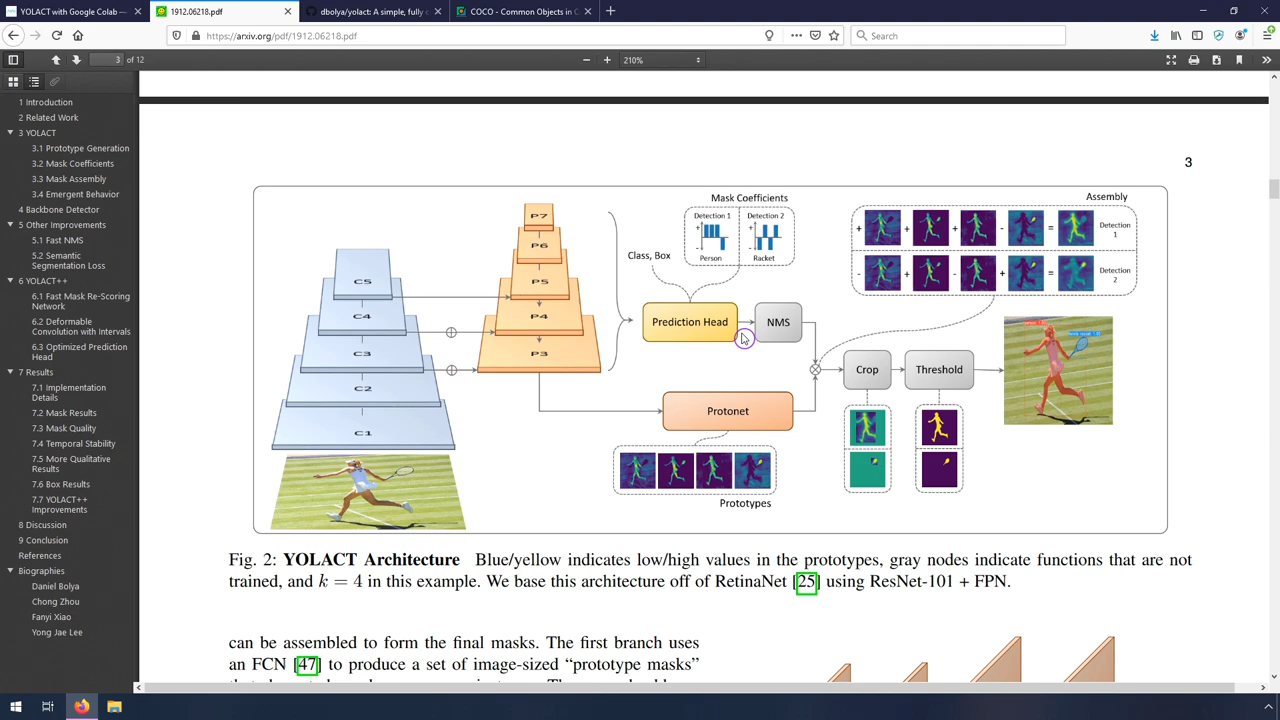 YOLACT with Google Colab —
1912.06218.pdf
dbolya/yolact: A simple, fully c
COCO - Common Objects in C
https://arxiv.org/pdf/1912.06218.pdf
Search
3 of 12
210%
1 Introduction
2 Related Work
3 YOLACT
3.1 Prototype Generation
3.2 Mask Coefficients
3.3 Mask Assembly
3.4 Emergent Behavior
4 Backbone Detector
5 Other Improvements
5.1 Fast NMS
5.2 Semantic
Segmentation Loss
6 YOLACT++
6.1 Fast Mask Re-Scoring
Network
6.2 Deformable
Convolution with Intervals
6.3 Optimized Prediction
Head
7 Results
7.1 Implementation
Details
7.2 Mask Results
7.3 Mask Quality
7.4 Temporal Stability
7.5 More Qualitative
Results
7.6 Box Results
7.7 YOLACT++
Improvements
8 Discussion
9 Conclusion
References
Biographies
Daniel Bolya
Chong Zhou
Fanyi Xiao
Yong Jae Lee
3
C5
C4
C3
C2
C1
P7
P6
P5
P4
P3
Class, Box
Mask Coefficients
Detection 1
Detection 2
+
-
Person
+
-
Racket
Prediction Head
NMS
Protonet
Prototypes
Assembly
+ + + - = Detection
1
- + - + = Detection
2
Crop
Threshold
Fig. 2: YOLACT Architecture Blue/yellow indicates low/high values in the prototypes, gray nodes indicate functions that are not
trained, and k = 4 in this example. We base this architecture off of RetinaNet [25] using ResNet-101 + FPN.
can be assembled to form the final masks. The first branch uses
an FCN [47] to produce a set of image-sized “prototype masks”